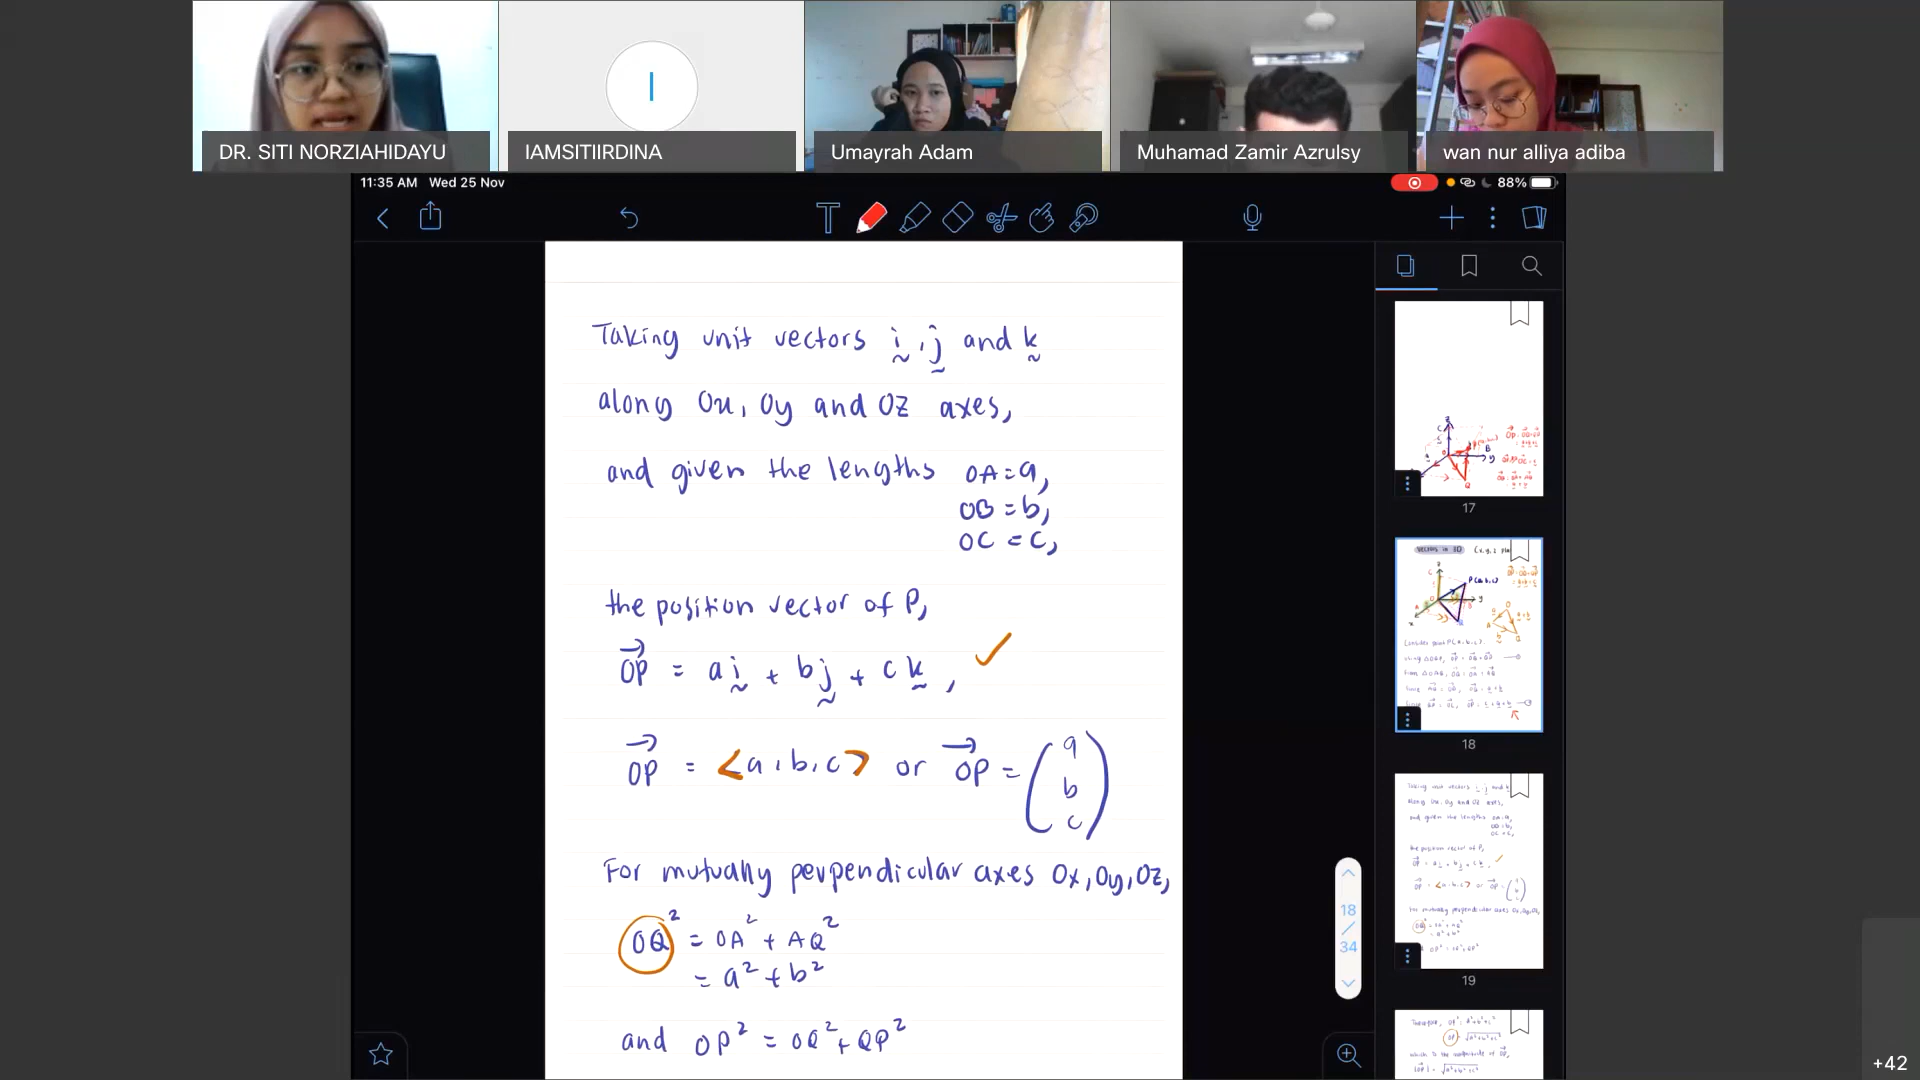 DR. SITI NORZIAHIDAYU
I
IAMSITIIRDINA
Umayrah Adam
Muhamad Zamir Azrulsy
wan nur alliya adiba
11:35 AM Wed 25 Nov
88%
Taking unit vectors i, j and k
along Ox, Oy and OZ axes,
and given the lengths OA = a,
OB = b,
OC = c,
the position vector of P,
OP = a i + b j + c k,
OP = <a, b, c> or OP = (a b c)
For mutually perpendicular axes Ox, Oy, Oz,
OQ² = OA² + AQ²
= a² + b²
and OP² = OQ² + QP²
18 / 34
17
18
19
+42